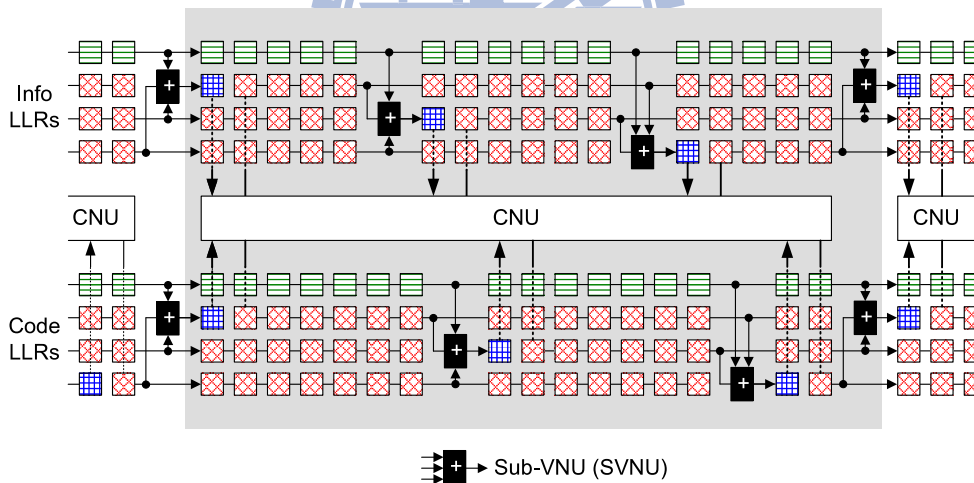 Info
LLRs
CNU
CNU
CNU
Code
LLRs
+
+
+
+
+
+
+
+
+ Sub-VNU (SVNU)